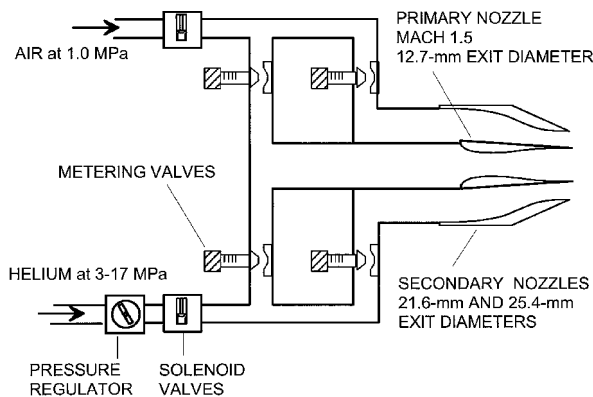 AIR at 1.0 MPa
PRIMARY NOZZLE
MACH 1.5
12.7-mm EXIT DIAMETER
METERING VALVES
HELIUM at 3-17 MPa
SECONDARY NOZZLES
21.6-mm AND 25.4-mm
EXIT DIAMETERS
PRESSURE
REGULATOR
SOLENOID
VALVES